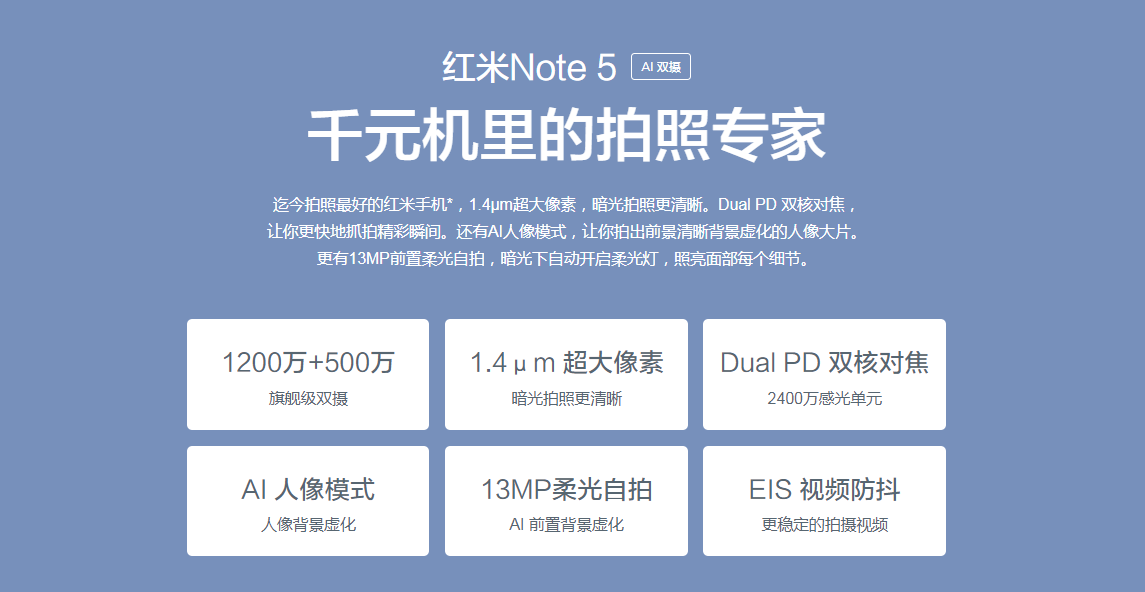 红米Note 5 AI 双摄
千元机里的拍照专家
迄今拍照最好的红米手机*，1.4μm超大像素，暗光拍照更清晰。Dual PD 双核对焦，
让你更快地抓拍精彩瞬间。还有AI人像模式，让你拍出前景清晰背景虚化的人像大片。
更有13MP前置柔光自拍，暗光下自动开启柔光灯，照亮面部每个细节。
1200万+500万
旗舰级双摄
1.4μm 超大像素
暗光拍照更清晰
Dual PD 双核对焦
2400万感光单元
AI 人像模式
人像背景虚化
13MP柔光自拍
AI 前置背景虚化
EIS 视频防抖
更稳定的拍摄视频